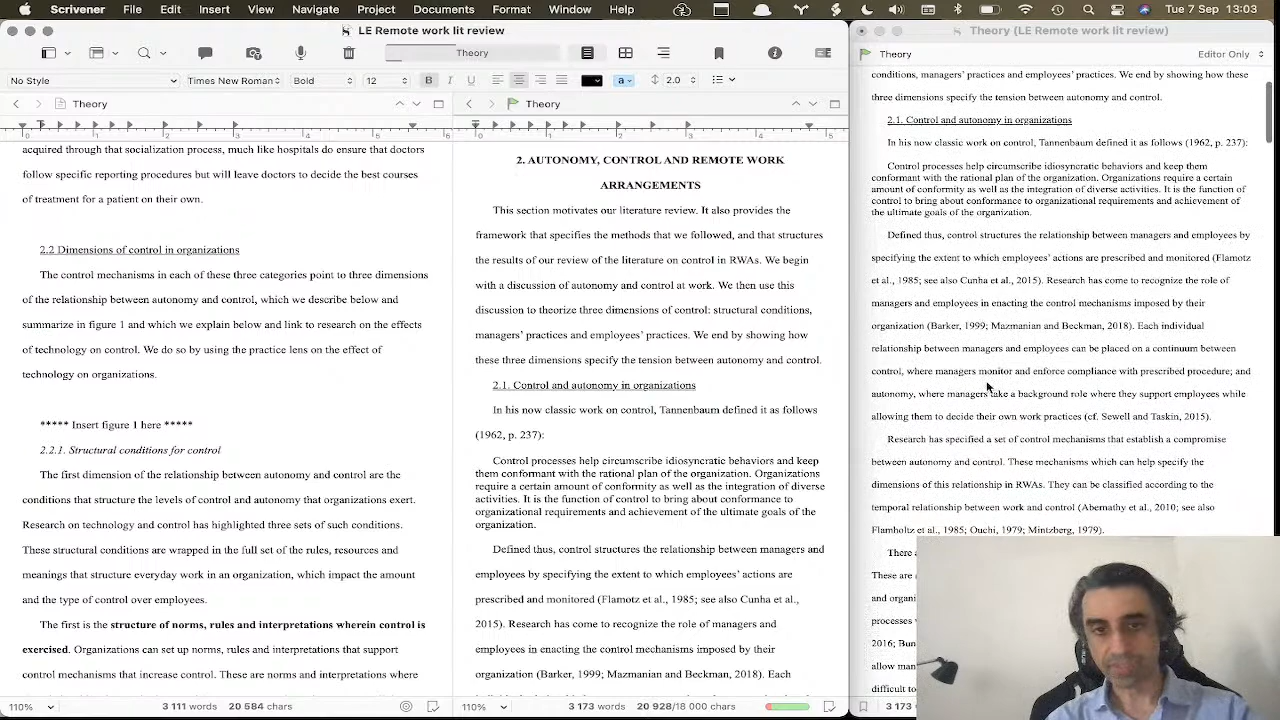 Scrivener File Edit Insert View Navigate Project Documents Format Window Tue 7 Sep 13:03
LE Remote work lit review
Theory
No Style Times New Roman Bold 12 B I U a 2.0
Theory
Theory
0 1 2 3 4 5 6
0 1 2 3 4 5
acquired through that socialization process, much like hospitals do ensure that doctors
follow specific reporting procedures but will leave doctors to decide the best courses
of treatment for a patient on their own.
2.2 Dimensions of control in organizations
The control mechanisms in each of these three categories point to three dimensions
of the relationship between autonomy and control, which we describe below and
summarize in figure 1 and which we explain below and link to research on the effects
of technology on control. We do so by using the practice lens on the effect of
technology on organizations.
***** Insert figure 1 here *****
2.2.1. Structural conditions for control
The first dimension of the relationship between autonomy and control are the
conditions that structure the levels of control and autonomy that organizations exert.
Research on technology and control has highlighted three sets of such conditions.
These structural conditions are wrapped in the full set of the rules, resources and
meanings that structure everyday work in an organization, which impact the amount
and the type of control over employees.
The first is the structure of norms, rules and interpretations wherein control is
exercised. Organizations can set up norms, rules and interpretations that support
control mechanisms that increase control. These are norms and interpretations where
110% 3 111 words 20 584 chars
2. AUTONOMY, CONTROL AND REMOTE WORK
ARRANGEMENTS
This section motivates our literature review. It also provides the
framework that specifies the methods that we followed, and that structures
the results of our review of the literature on control in RWAs. We begin
with a discussion of autonomy and control at work. We then use this
discussion to theorize three dimensions of control: structural conditions,
managers' practices and employees' practices. We end by showing how
these three dimensions specify the tension between autonomy and control.
2.1. Control and autonomy in organizations
In his now classic work on control, Tannenbaum defined it as follows
(1962, p. 237):
Control processes help circumscribe idiosyncratic behaviors and keep
them conformant with the rational plan of the organization. Organizations
require a certain amount of conformity as well as the integration of diverse
activities. It is the function of control to bring about conformance to
organizational requirements and achievement of the ultimate goals of the
organization.
Defined thus, control structures the relationship between managers and
employees by specifying the extent to which employees' actions are
prescribed and monitored (Flamotz et al., 1985; see also Cunha et al.,
2015). Research has come to recognize the role of managers and
employees in enacting the control mechanisms imposed by their
organization (Barker, 1999; Mazmanian and Beckman, 2018). Each
110% 3 173 words 20 928/18 000 chars
Theory (LE Remote work lit review)
Theory Editor Only
conditions, managers' practices and employees' practices. We end by showing how these
three dimensions specify the tension between autonomy and control.
2.1. Control and autonomy in organizations
In his now classic work on control, Tannenbaum defined it as follows (1962, p. 237):
Control processes help circumscribe idiosyncratic behaviors and keep them
conformant with the rational plan of the organization. Organizations require a certain
amount of conformity as well as the integration of diverse activities. It is the function of
control to bring about conformance to organizational requirements and achievement of
the ultimate goals of the organization.
Defined thus, control structures the relationship between managers and employees by
specifying the extent to which employees' actions are prescribed and monitored (Flamotz
et al., 1985; see also Cunha et al., 2015). Research has come to recognize the role of
managers and employees in enacting the control mechanisms imposed by their
organization (Barker, 1999; Mazmanian and Beckman, 2018). Each individual
relationship between managers and employees can be placed on a continuum between
control, where managers monitor and enforce compliance with prescribed procedure; and
autonomy, where managers take a background role where they support employees while
allowing them to decide their own work practices (cf. Sewell and Taskin, 2015).
Research has specified a set of control mechanisms that establish a compromise
between autonomy and control. These mechanisms which can help specify the
dimensions of this relationship in RWAs. They can be classified according to the
temporal relationship between work and control (Abernathy et al., 2010; see also
Flamholtz et al., 1985; Ouchi, 1979; Mintzberg, 1979).
There
These are
and organ
processes
2016; Bun
allow man
difficult to
3 173